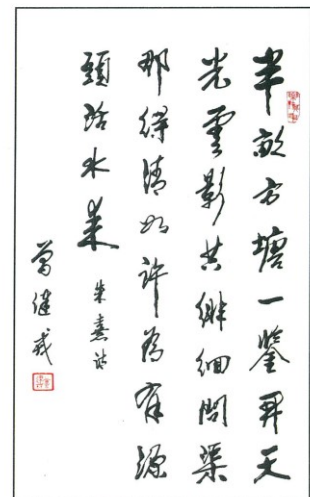 半畝方塘一鑒開天
光雲影共徘徊問渠
那得清如許為有源
頭活水來
朱熹詩